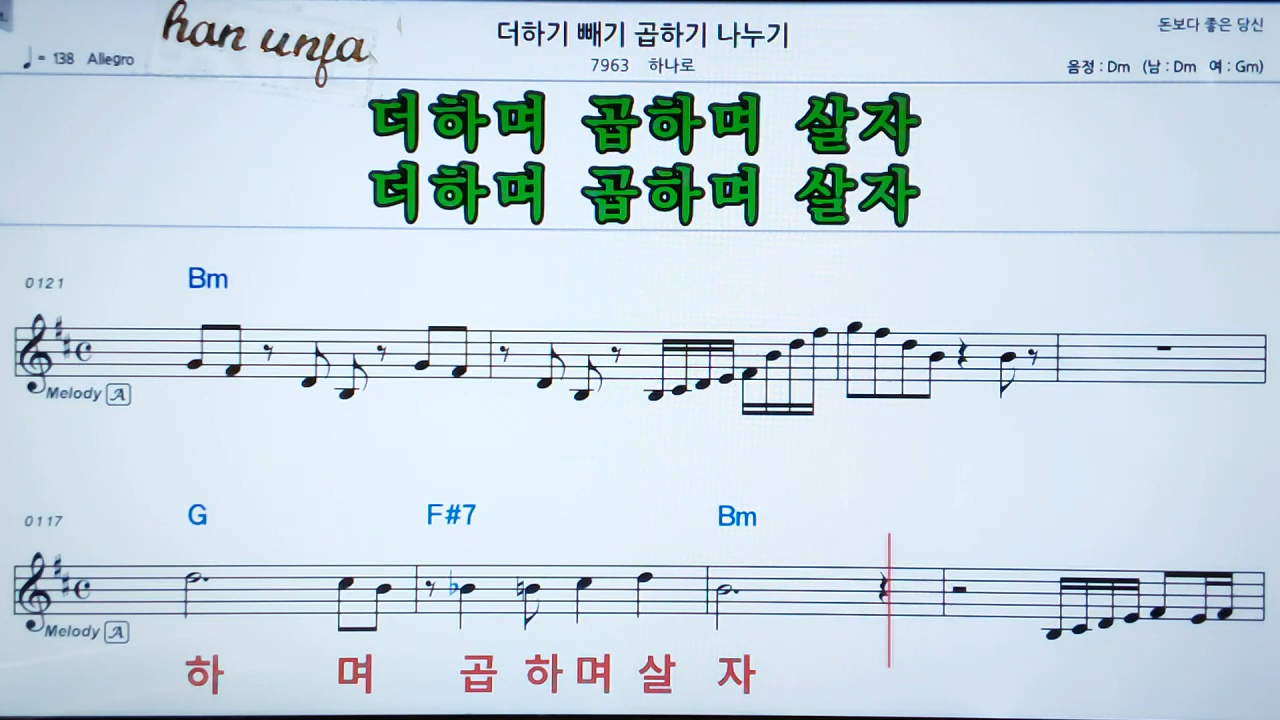 han unja
더하기 빼기 곱하기 나누기
돈보다 좋은 당신
♩ = 138 Allegro
7963 하나로
음정 : Dm (남 : Dm 여 : Gm)
더하며 곱하며 살자
더하며 곱하며 살자
0121 Bm
Melody A
0117 G F#7 Bm
Melody A
하 며 곱 하 며 살 자